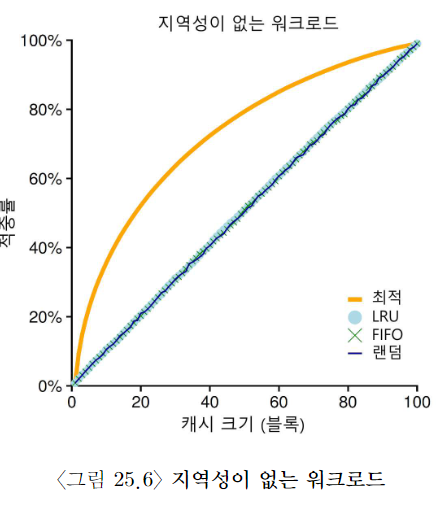 지역성이 없는 워크로드
100%
80%
60%
40%
20%
0%
적중률
0 20 40 60 80 100
캐시 크기 (블록)
최적
LRU
FIFO
랜덤
〈그림 25.6〉 지역성이 없는 워크로드